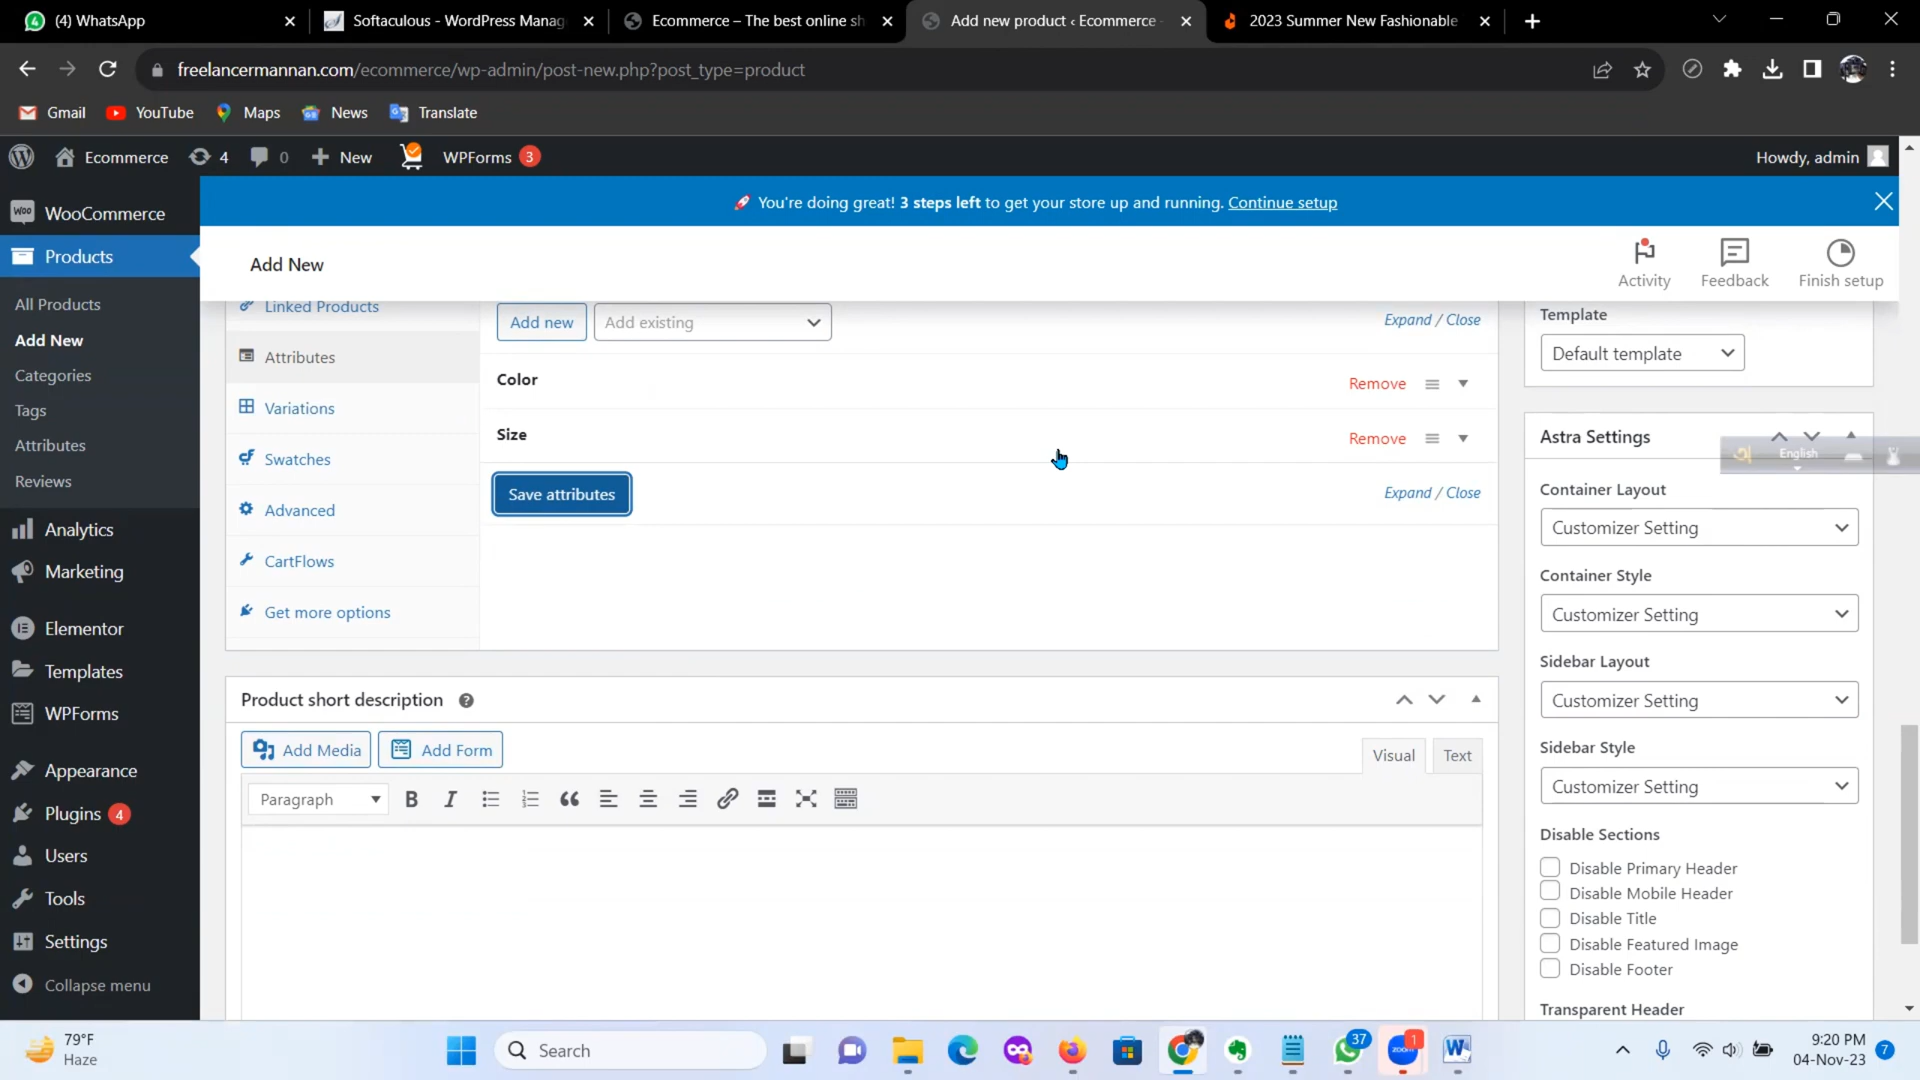 (4) WhatsApp
Softaculous - WordPress Manag
Ecommerce – The best online sh
Add new product ‹ Ecommerce
2023 Summer New Fashionable
freelancermannan.com/ecommerce/wp-admin/post-new.php?post_type=product
Gmail
YouTube
Maps
News
Translate
Ecommerce
4
0
New
WPForms 3
Howdy, admin
You're doing great! 3 steps left to get your store up and running. Continue setup
Add New
Activity
Feedback
Finish setup
WooCommerce
Products
All Products
Add New
Categories
Tags
Attributes
Reviews
Analytics
Marketing
Elementor
Templates
WPForms
Appearance
Plugins 4
Users
Tools
Settings
Collapse menu
Linked Products
Attributes
Variations
Swatches
Advanced
CartFlows
Get more options
Add new
Add existing
Expand / Close
Color
Remove
Size
Remove
Save attributes
Expand / Close
Product short description
Add Media
Add Form
Visual
Text
Paragraph
Template
Default template
Astra Settings
English
Container Layout
Customizer Setting
Container Style
Customizer Setting
Sidebar Layout
Customizer Setting
Sidebar Style
Customizer Setting
Disable Sections
Disable Primary Header
Disable Mobile Header
Disable Title
Disable Featured Image
Disable Footer
Transparent Header
79°F
Haze
Search
37
1
9:20 PM
04-Nov-23
7